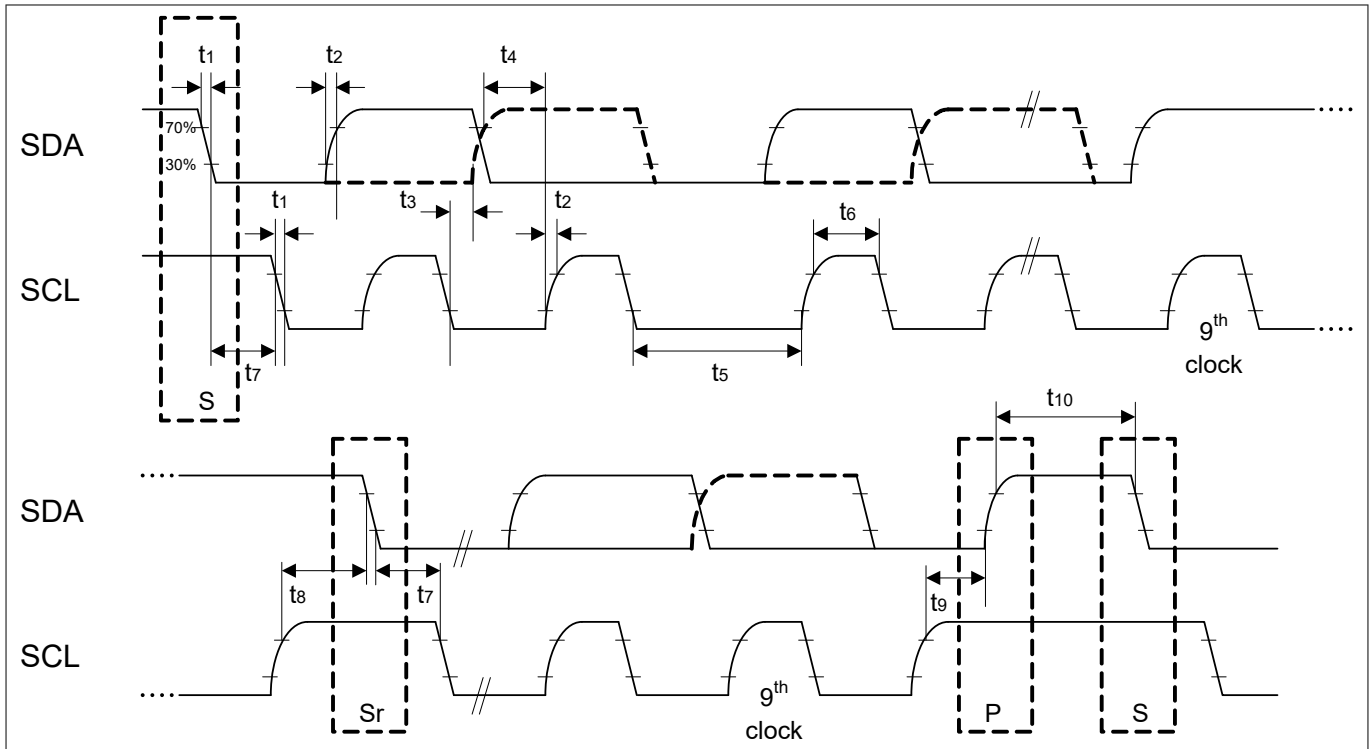 t1 t2 t4
SDA
70%
30%
t1 t3 t2 t6
SCL
t7 t5 9th
clock
S
t10
SDA
t8 t7 t9
SCL
Sr 9th
clock P S